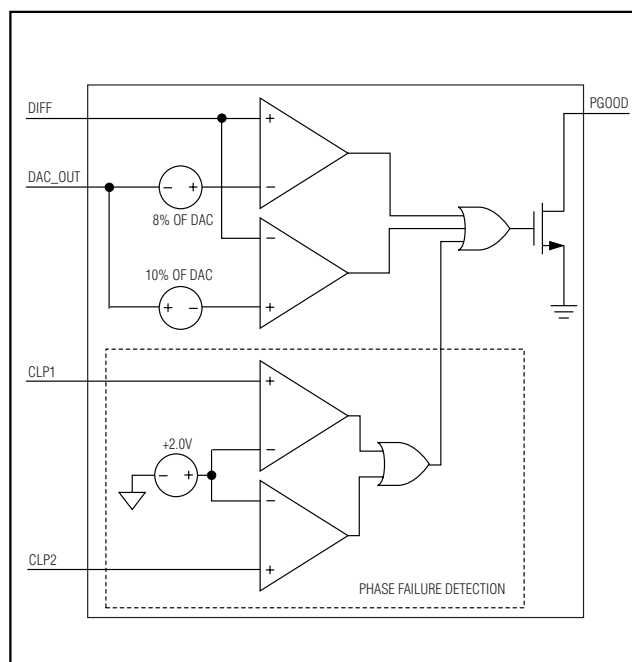 DIFF
PGOOD
DAC_OUT
+
-
- +
8% OF DAC
-
10% OF DAC
+ -
+
CLP1
+
+2.0V
-
- +
-
CLP2
+
PHASE FAILURE DETECTION